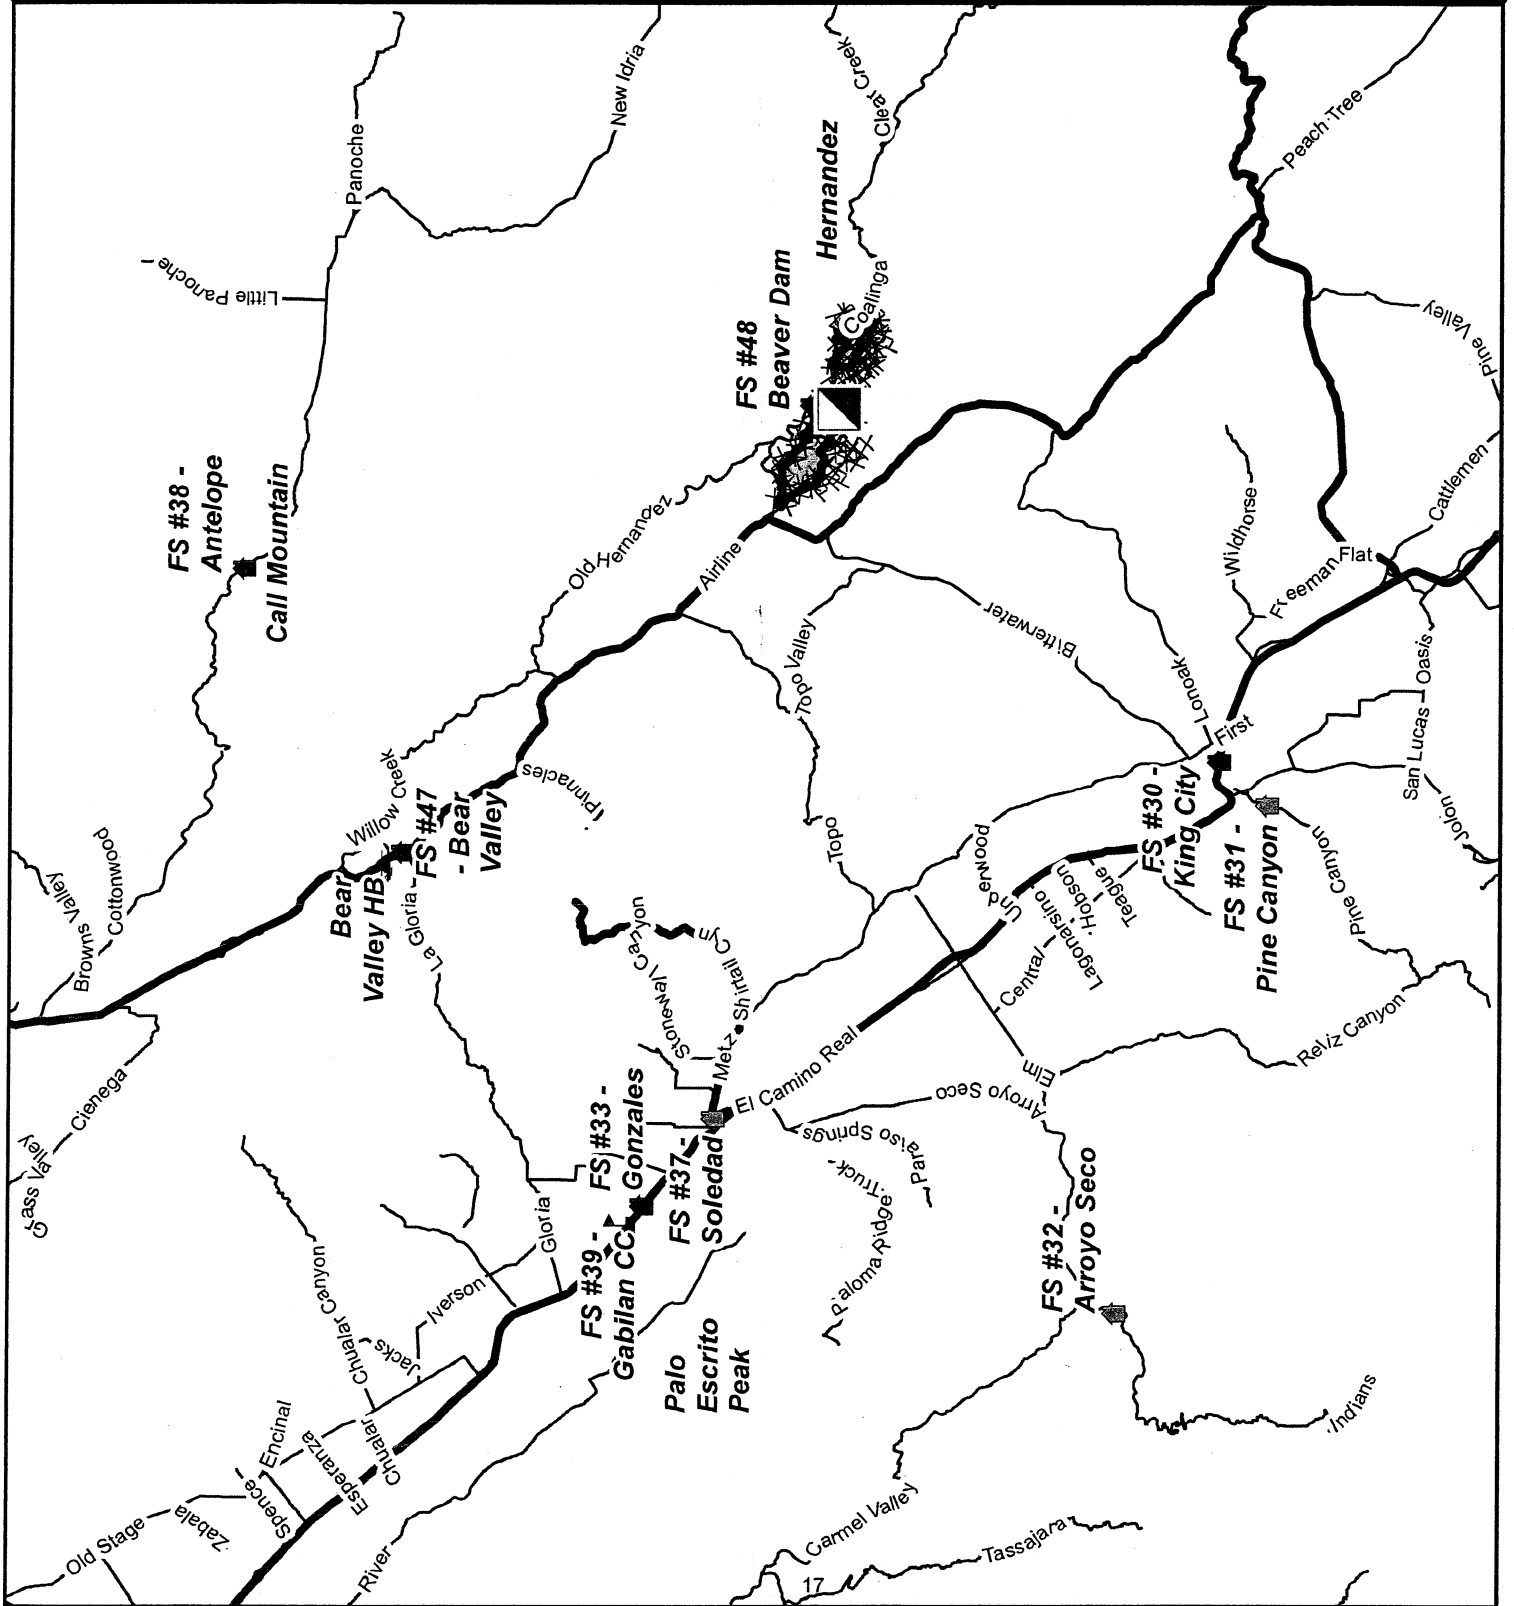 Panoche
New Idria
Clear Creek
Hernandez
Peach Tree
Little Panoche
Coalinga
FS #48
Beaver Dam
Pine Valley
FS #38 -
Antelope
Call Mountain
Old Hernandez
Airline
Wildhorse
Cattlemen
Freeman Flat
Bitterwater
Topo Valley
Lonoak
Oasis
San Lucas
First
Jolon
Willow Creek
Pinnacles
FS #47
- Bear
Valley
Bear
Valley HB
Browns Valley
Cottonwood
La Gloria
Topo
Underwood
FS #30 -
King City
FS #31 -
Pine Canyon
Pine Canyon
Teague
Hobson
Lagonarsino
Central
Stonewall Canyon
Shirttail Cyn
Metz
El Camino Real
Elm
Reliz Canyon
Arroyo Seco
Paraiso Springs
Cienega
Grass Valley
FS #33 -
Gonzales
FS #37 -
Soledad
FS #39 -
Gabilan CC
Gloria
Iverson
Chualar Canyon
Jacks
Palo
Escrito
Peak
Paloma Ridge Truck
Para
FS #32 -
Arroyo Seco
Indians
Encinal
Esperanza
Chualar
Spence
Zabala
Old Stage
River
Carmel Valley
Tassajara
17